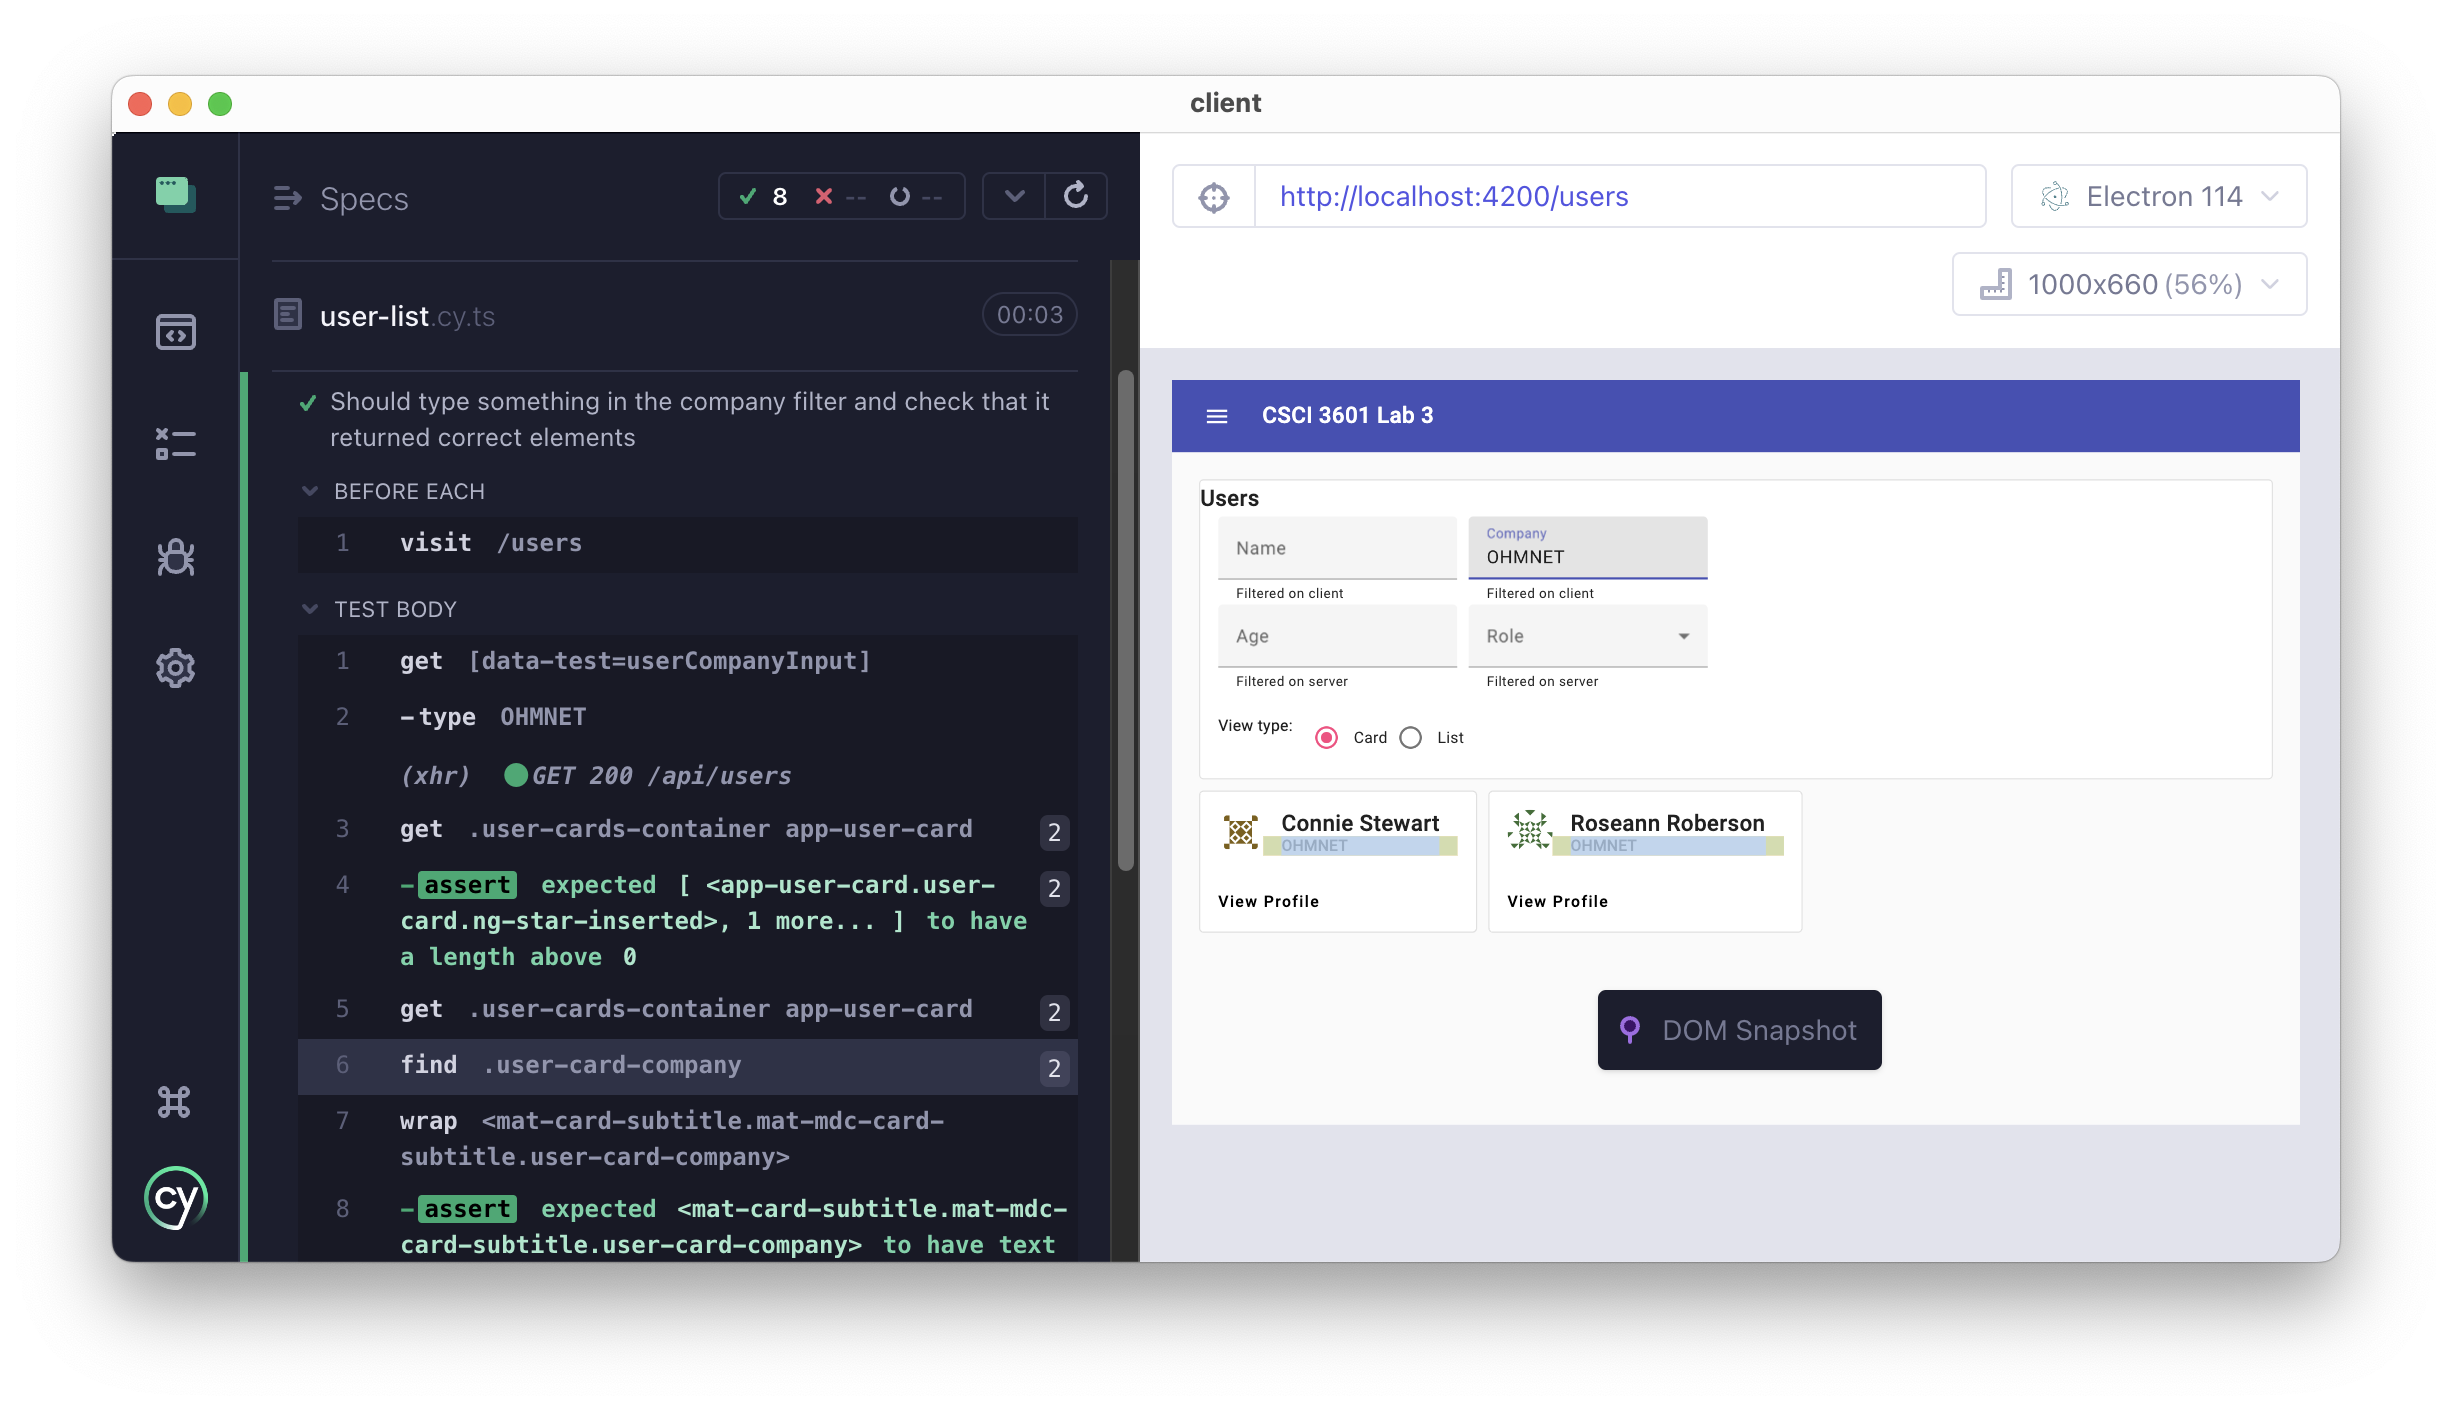 client
Specs
8 -- --
user-list.cy.ts 00:03
Should type something in the company filter and check that it
returned correct elements
BEFORE EACH
1 visit /users
TEST BODY
1 get [data-test=userCompanyInput]
2 -type OHMNET
(xhr) GET 200 /api/users
3 get .user-cards-container app-user-card 2
4 -assert expected [ <app-user-card.user- 2
card.ng-star-inserted>, 1 more... ] to have
a length above 0
5 get .user-cards-container app-user-card 2
6 find .user-card-company 2
7 wrap <mat-card-subtitle.mat-mdc-card-
subtitle.user-card-company>
8 -assert expected <mat-card-subtitle.mat-mdc-
card-subtitle.user-card-company> to have text
cy
http://localhost:4200/users
Electron 114
1000x660 (56%)
CSCI 3601 Lab 3
Users
Name
Company
OHMNET
Filtered on client
Filtered on client
Age
Role
Filtered on server
Filtered on server
View type:
Card
List
Connie Stewart
OHMNET
View Profile
Roseann Roberson
OHMNET
View Profile
DOM Snapshot